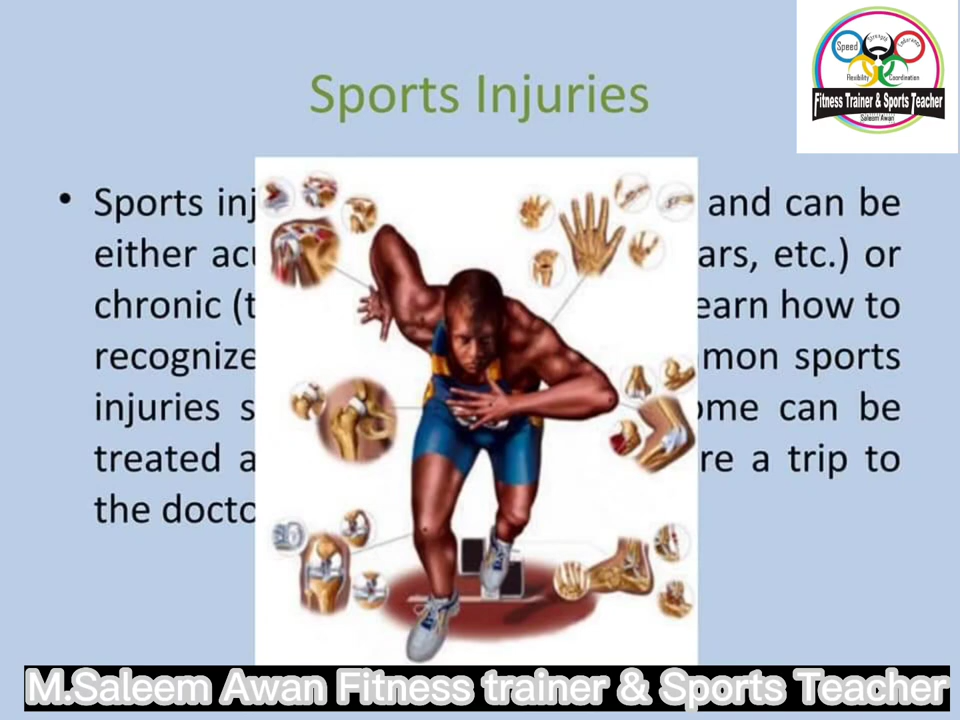 Sports Injuries
• Sports inj and can be
either acu ars, etc.) or
chronic (t earn how to
recognize mon sports
injuries s ome can be
treated a re a trip to
the docto
Speed
Strength
Endurance
Flexibility
Coordination
Fitness Trainer & Sports Teacher
Saleem Awan
M.Saleem Awan Fitness trainer & Sports Teacher